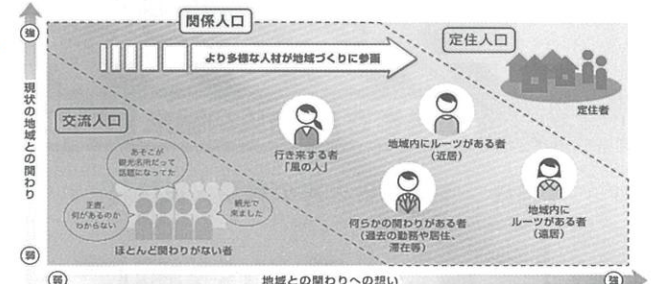 関係人口
強
より多様な人材が地域づくりに参画
定住人口
定住者
現状の地域との関わり
交流人口
あそこが
観光名所だって
話題になってた
正直、
何があるのか
わからない
観光で
来ました
ほとんど関わりがない者
行き来する者
「風の人」
地域内にルーツがある者
（近居）
何らかの関わりがある者
（過去の勤務や居住、
滞在等）
地域内に
ルーツがある者
（遠居）
弱
弱
地域との関わりへの想い
強